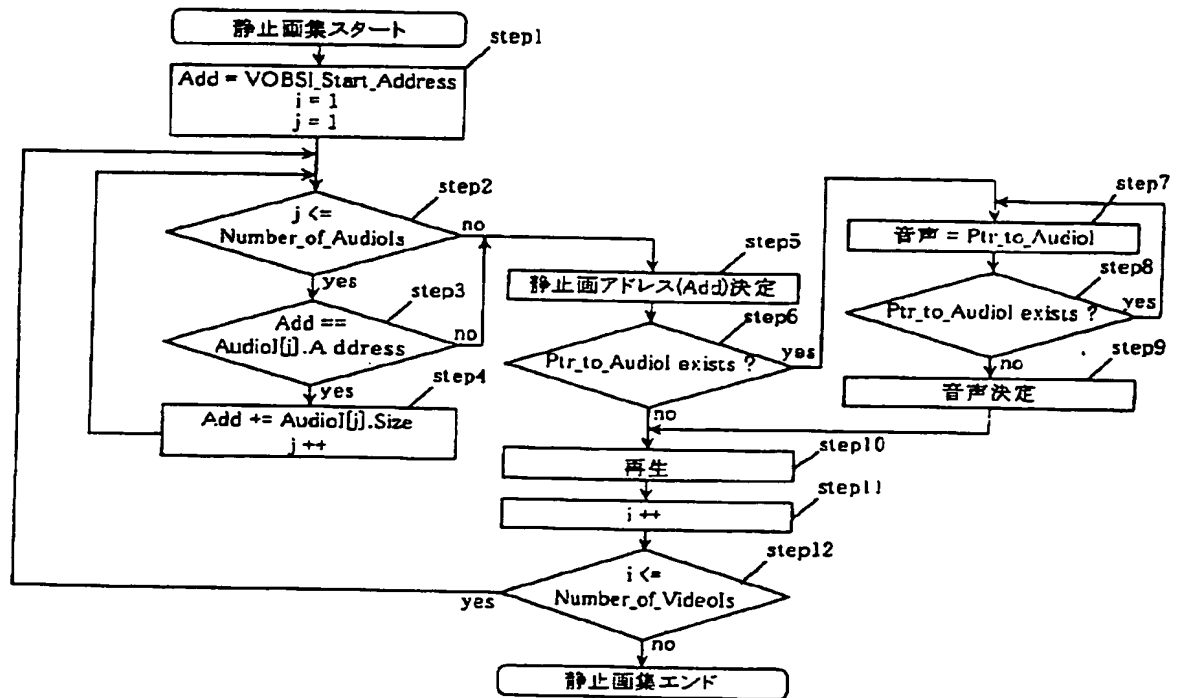 静止画集スタート
step1
Add = VOBSI_Start_Address
i = 1
j = 1
step2
j <=
Number_of_AudioIs
no
yes
step3
Add ==
AudioI[j].A ddress
no
yes
step4
Add += AudioI[j].Size
j ++
step5
静止画アドレス(Add)決定
step6
Ptr_to_AudioI exists ?
yes
no
step7
音声 = Ptr_to_AudioI
step8
Ptr_to_AudioI exists ?
yes
no
step9
音声決定
step10
再生
step11
i ++
step12
i <=
Number_of_VideoIs
yes
no
静止画集エンド